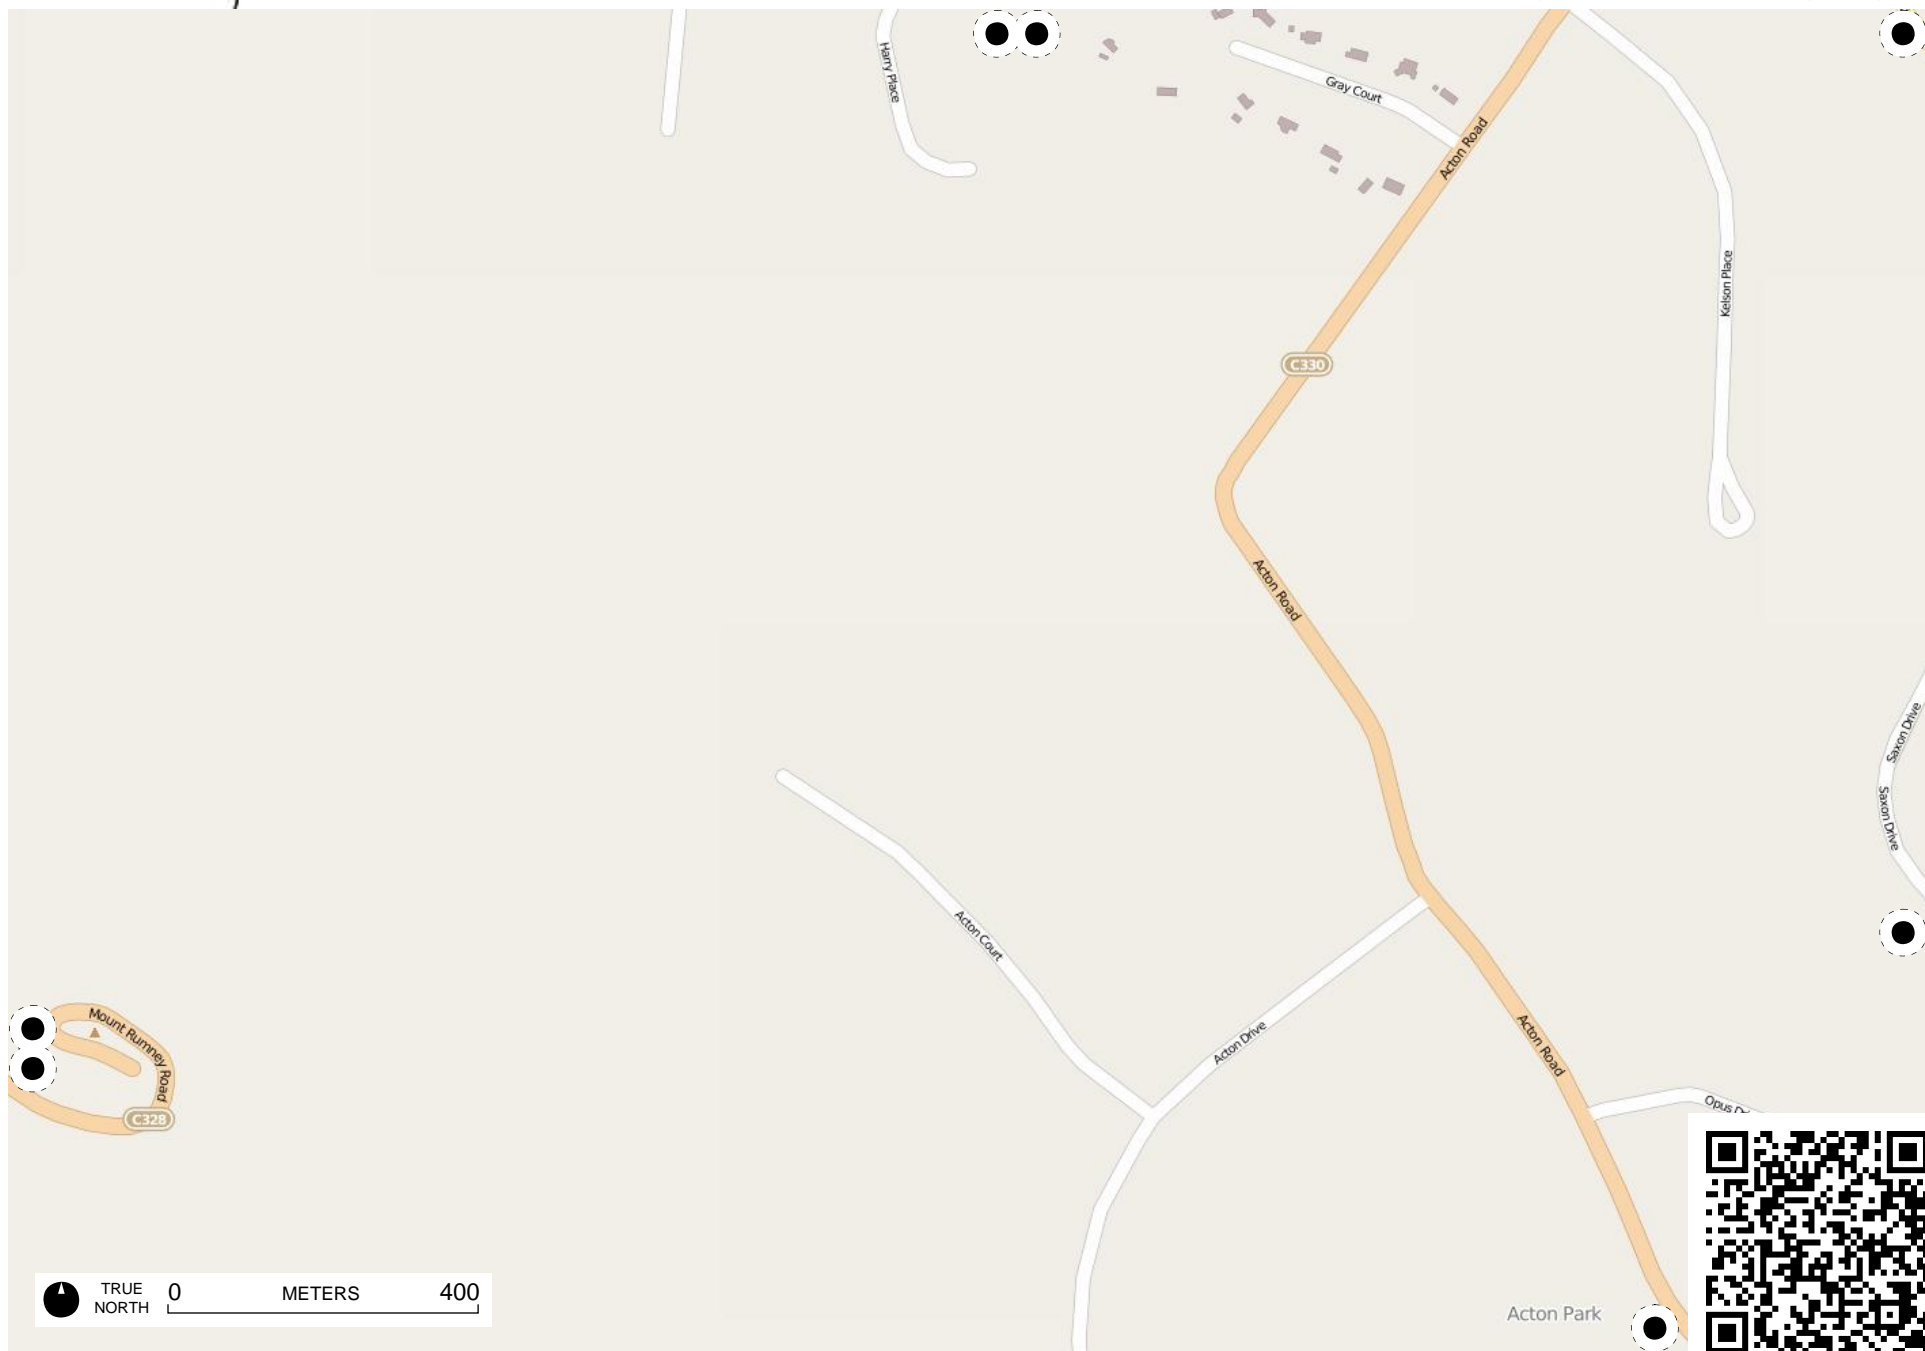 Harry Place
Gray Court
Acton Road
Kelson Place
C330
Acton Road
Saxon Drive
Saxon Drive
Acton Court
Mount Rumney Road
Acton Drive
Acton Road
C328
Opus
TRUE
NORTH
0 METERS 400
Acton Park